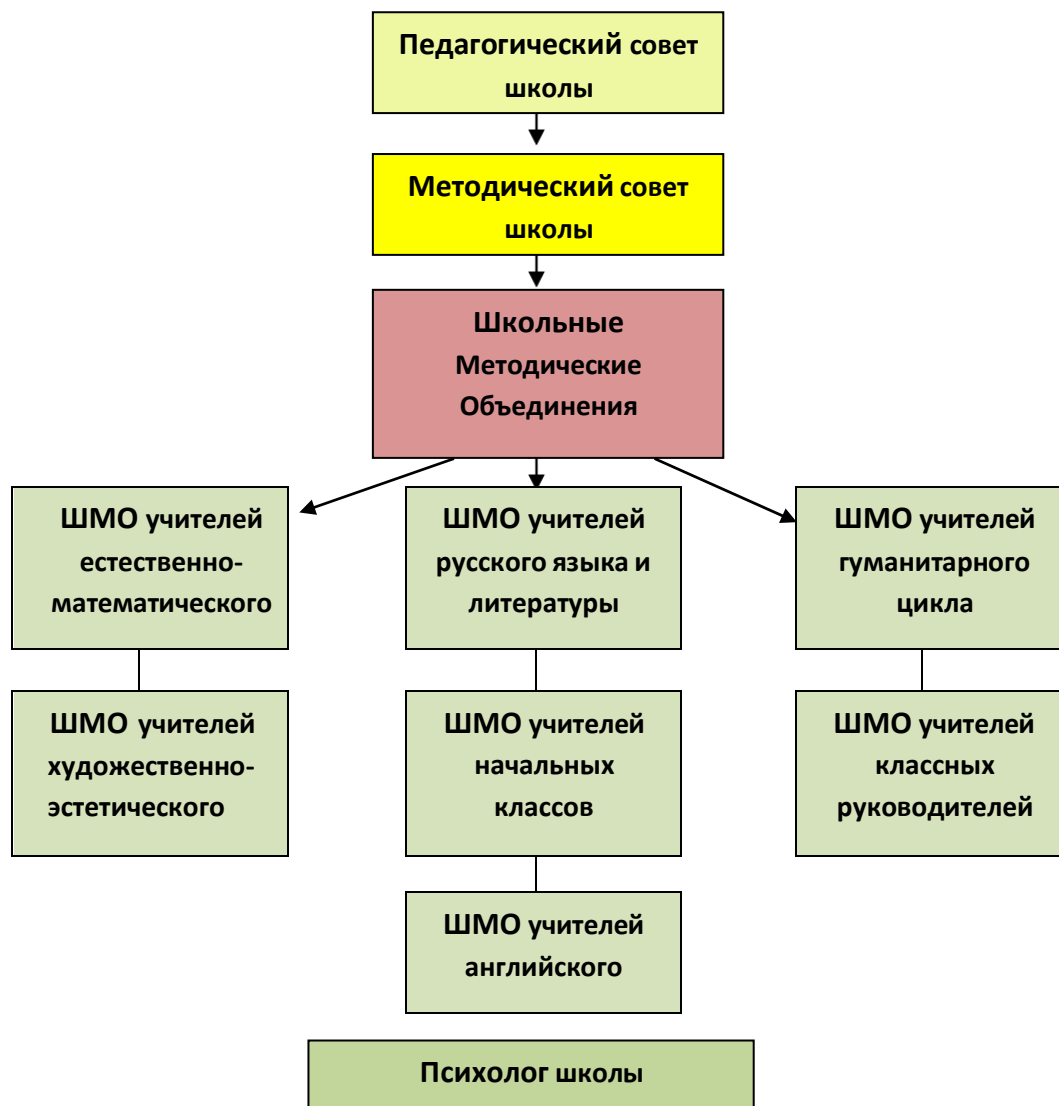 Педагогический совет
школы
Методический совет
школы
Школьные
Методические
Объединения
ШМО учителей
естественно-
математического
ШМО учителей
русского языка и
литературы
ШМО учителей
гуманитарного
цикла
ШМО учителей
художественно-
эстетического
ШМО учителей
начальных
классов
ШМО учителей
классных
руководителей
ШМО учителей
английского
Психолог школы